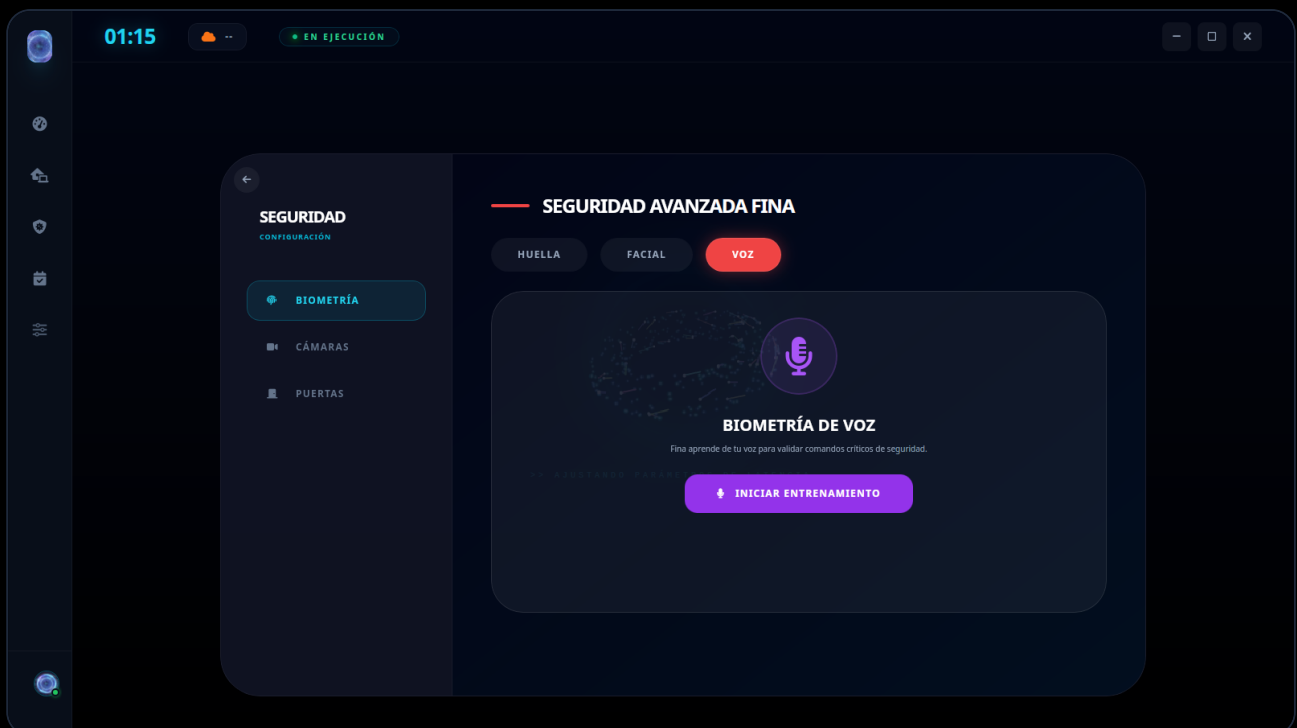 01:15
--
EN EJECUCIÓN
SEGURIDAD
CONFIGURACIÓN
BIOMETRÍA
CÁMARAS
PUERTAS
SEGURIDAD AVANZADA FINA
HUELLA
FACIAL
VOZ
BIOMETRÍA DE VOZ
Fina aprende de tu voz para validar comandos críticos de seguridad.
INICIAR ENTRENAMIENTO